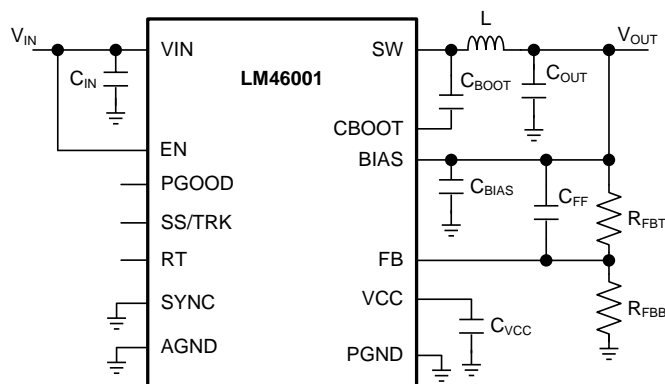 V_IN
VIN
C_IN
LM46001
SW
L
V_OUT
C_BOOT
C_OUT
CBOOT
EN
BIAS
PGOOD
C_BIAS
C_FF
R_FBT
SS/TRK
RT
FB
SYNC
VCC
C_VCC
R_FBB
AGND
PGND